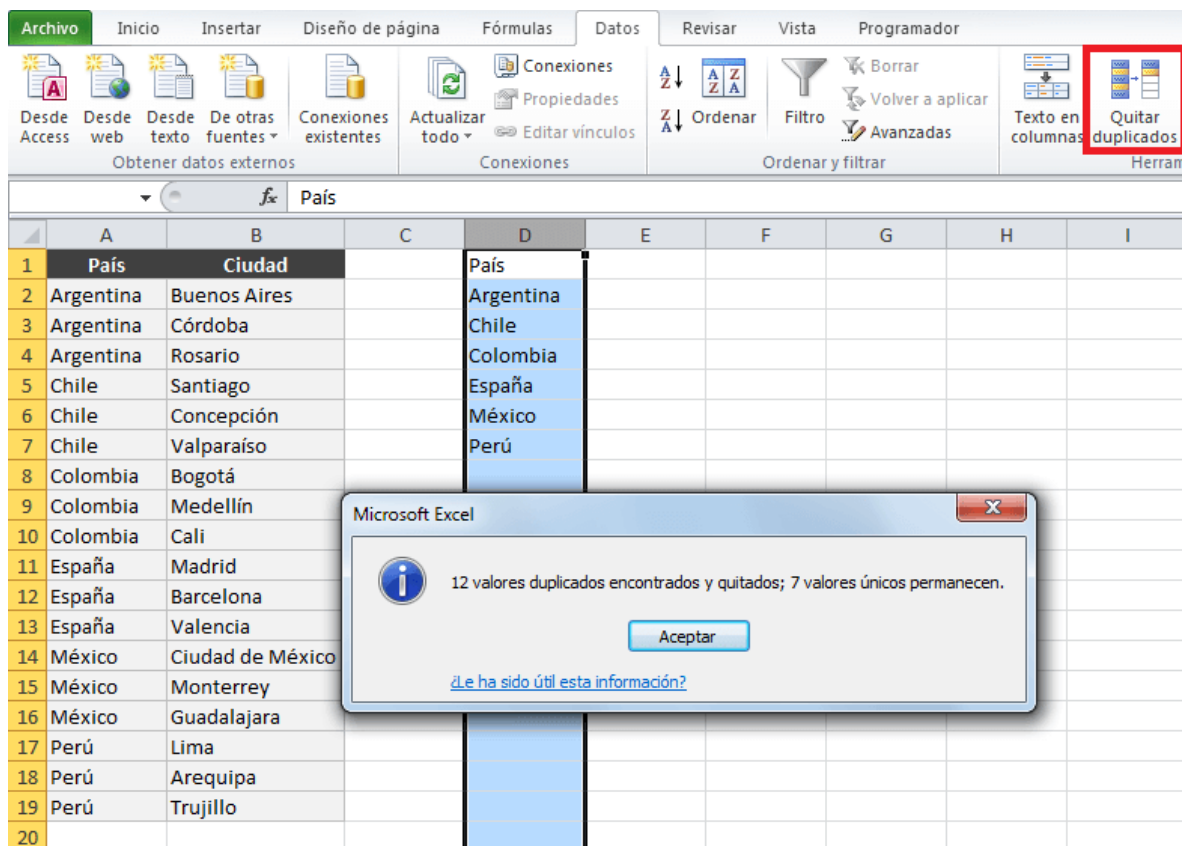 Archivo Inicio Insertar Diseño de página Fórmulas Datos Revisar Vista Programador
Desde Access
Desde web
Desde texto
De otras fuentes
Conexiones existentes
Obtener datos externos
Actualizar todo
Conexiones
Propiedades
Editar vínculos
Conexiones
A Z
Z A
A Z Z A
Ordenar
Filtro
Borrar
Volver a aplicar
Avanzadas
Ordenar y filtrar
Texto en columnas
Quitar duplicados
Herram
fx País
A B C D E F G H I
1 País Ciudad País
2 Argentina Buenos Aires Argentina
3 Argentina Córdoba Chile
4 Argentina Rosario Colombia
5 Chile Santiago España
6 Chile Concepción México
7 Chile Valparaíso Perú
8 Colombia Bogotá
9 Colombia Medellín
10 Colombia Cali
11 España Madrid
12 España Barcelona
13 España Valencia
14 México Ciudad de México
15 México Monterrey
16 México Guadalajara
17 Perú Lima
18 Perú Arequipa
19 Perú Trujillo
20
Microsoft Excel
X
12 valores duplicados encontrados y quitados; 7 valores únicos permanecen.
Aceptar
¿Le ha sido útil esta información?